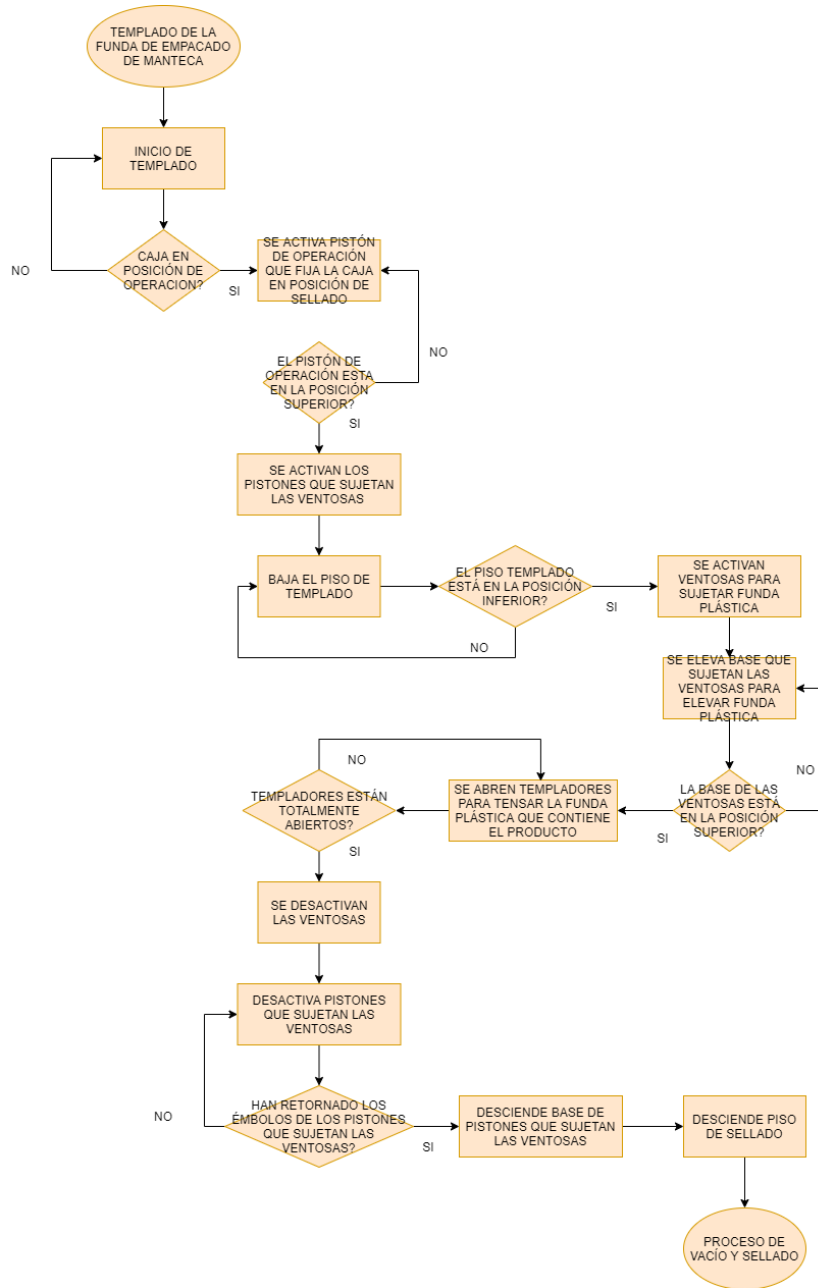 TEMPLADO DE LA
FUNDA DE EMPACADO
DE MANTECA
INICIO DE
TEMPLADO
CAJA EN
POSICIÓN DE
OPERACION?
NO
SI
SE ACTIVA PISTÓN
DE OPERACIÓN
QUE FIJA LA CAJA
EN POSICIÓN DE
SELLADO
EL PISTÓN DE
OPERACIÓN ESTA
EN LA POSICIÓN
SUPERIOR?
NO
SI
SE ACTIVAN LOS
PISTONES QUE SUJETAN
LAS VENTOSAS
BAJA EL PISO DE
TEMPLADO
EL PISO TEMPLADO
ESTÁ EN LA POSICIÓN
INFERIOR?
NO
SI
SE ACTIVAN
VENTOSAS PARA
SUJETAR FUNDA
PLÁSTICA
SE ELEVA BASE QUE
SUJETAN LAS
VENTOSAS PARA
ELEVAR FUNDA
PLÁSTICA
LA BASE DE LAS
VENTOSAS ESTÁ
EN LA POSICIÓN
SUPERIOR?
NO
SI
SE ABREN TEMPLADORES
PARA TENSAR LA FUNDA
PLÁSTICA QUE CONTIENE
EL PRODUCTO
TEMPLADORES ESTÁN
TOTALMENTE
ABIERTOS?
NO
SI
SE DESACTIVAN
LAS VENTOSAS
DESACTIVA PISTONES
QUE SUJETAN LAS
VENTOSAS
HAN RETORNADO LOS
ÉMBOLOS DE LOS PISTONES
QUE SUJETAN LAS
VENTOSAS?
NO
SI
DESCIENDE BASE DE
PISTONES QUE SUJETAN
LAS VENTOSAS
DESCIENDE PISO
DE SELLADO
PROCESO DE
VACÍO Y SELLADO